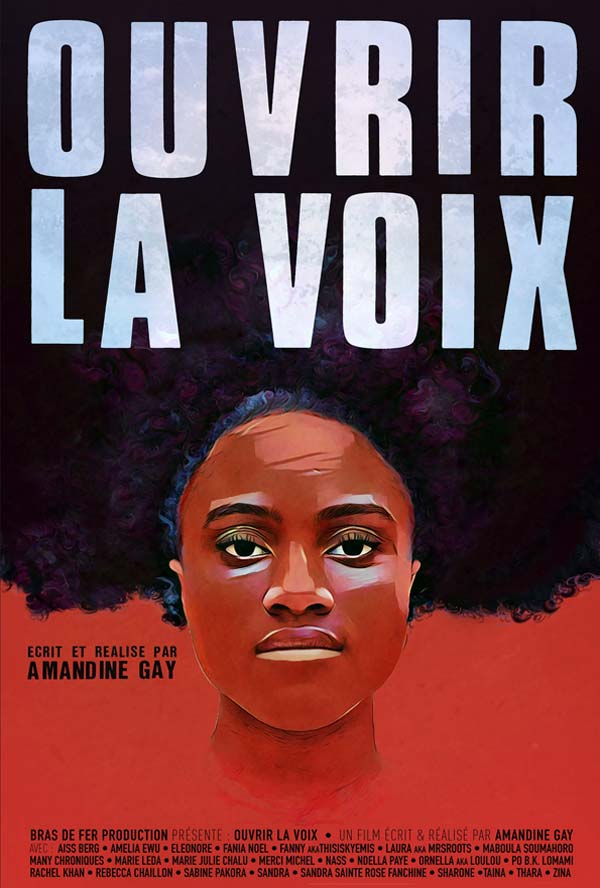 OUVRIR
LA VOIX
ECRIT ET REALISE PAR
AMANDINE GAY
BRAS DE FER PRODUCTION PRÉSENTE : OUVRIR LA VOIX • UN FILM ÉCRIT & RÉALISÉ PAR AMANDINE GAY
AVEC : AISS BERG • AMELIA EWU • ELEONORE • FANIA NOEL • FANNY AKA THISISKYEMIS • LAURA AKA MRSROOTS • MABOULA SOUMAHORO
MANY CHRONIQUES • MARIE LEDA • MARIE JULIE CHALU • MERCI MICHEL • NASS • NDELLA PAYE • ORNELLA AKA LOULOU • PO B.K. LOMAMI
RACHEL KHAN • REBECCA CHAILLON • SABINE PAKORA • SANDRA • SANDRA SAINTE ROSE FANCHINE • SHARONE • TAINA • THARA • ZINA